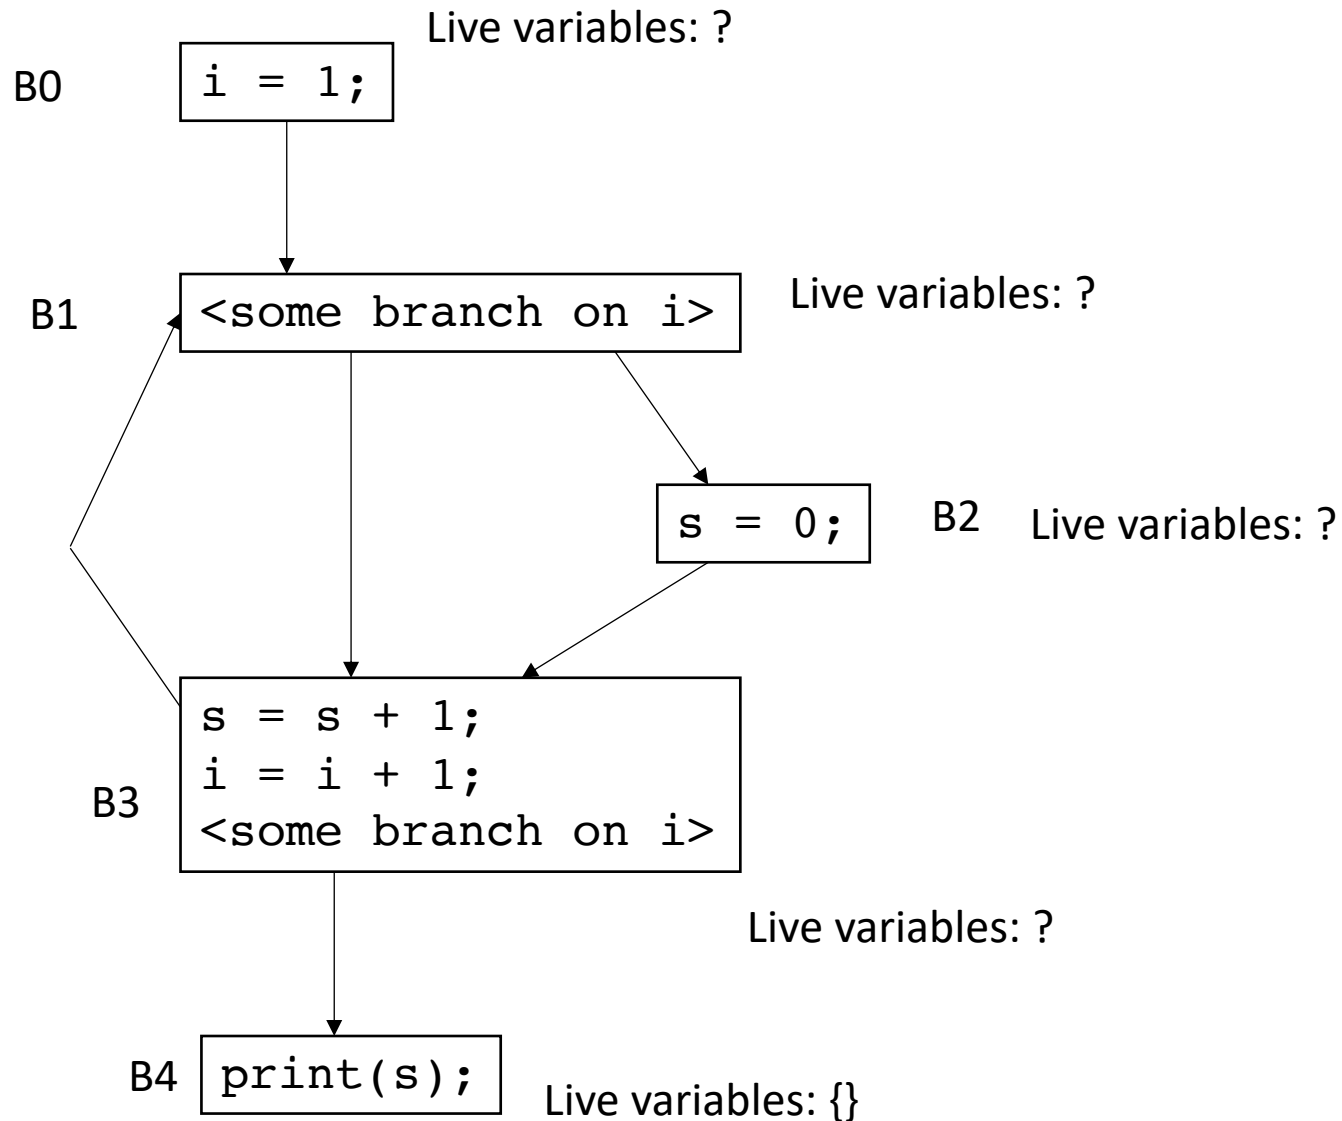 Live variables: ?
B0
i = 1;
B1
<some branch on i>
Live variables: ?
s = 0;
B2
Live variables: ?
B3
s = s + 1;
i = i + 1;
<some branch on i>
Live variables: ?
B4
print(s);
Live variables: {}